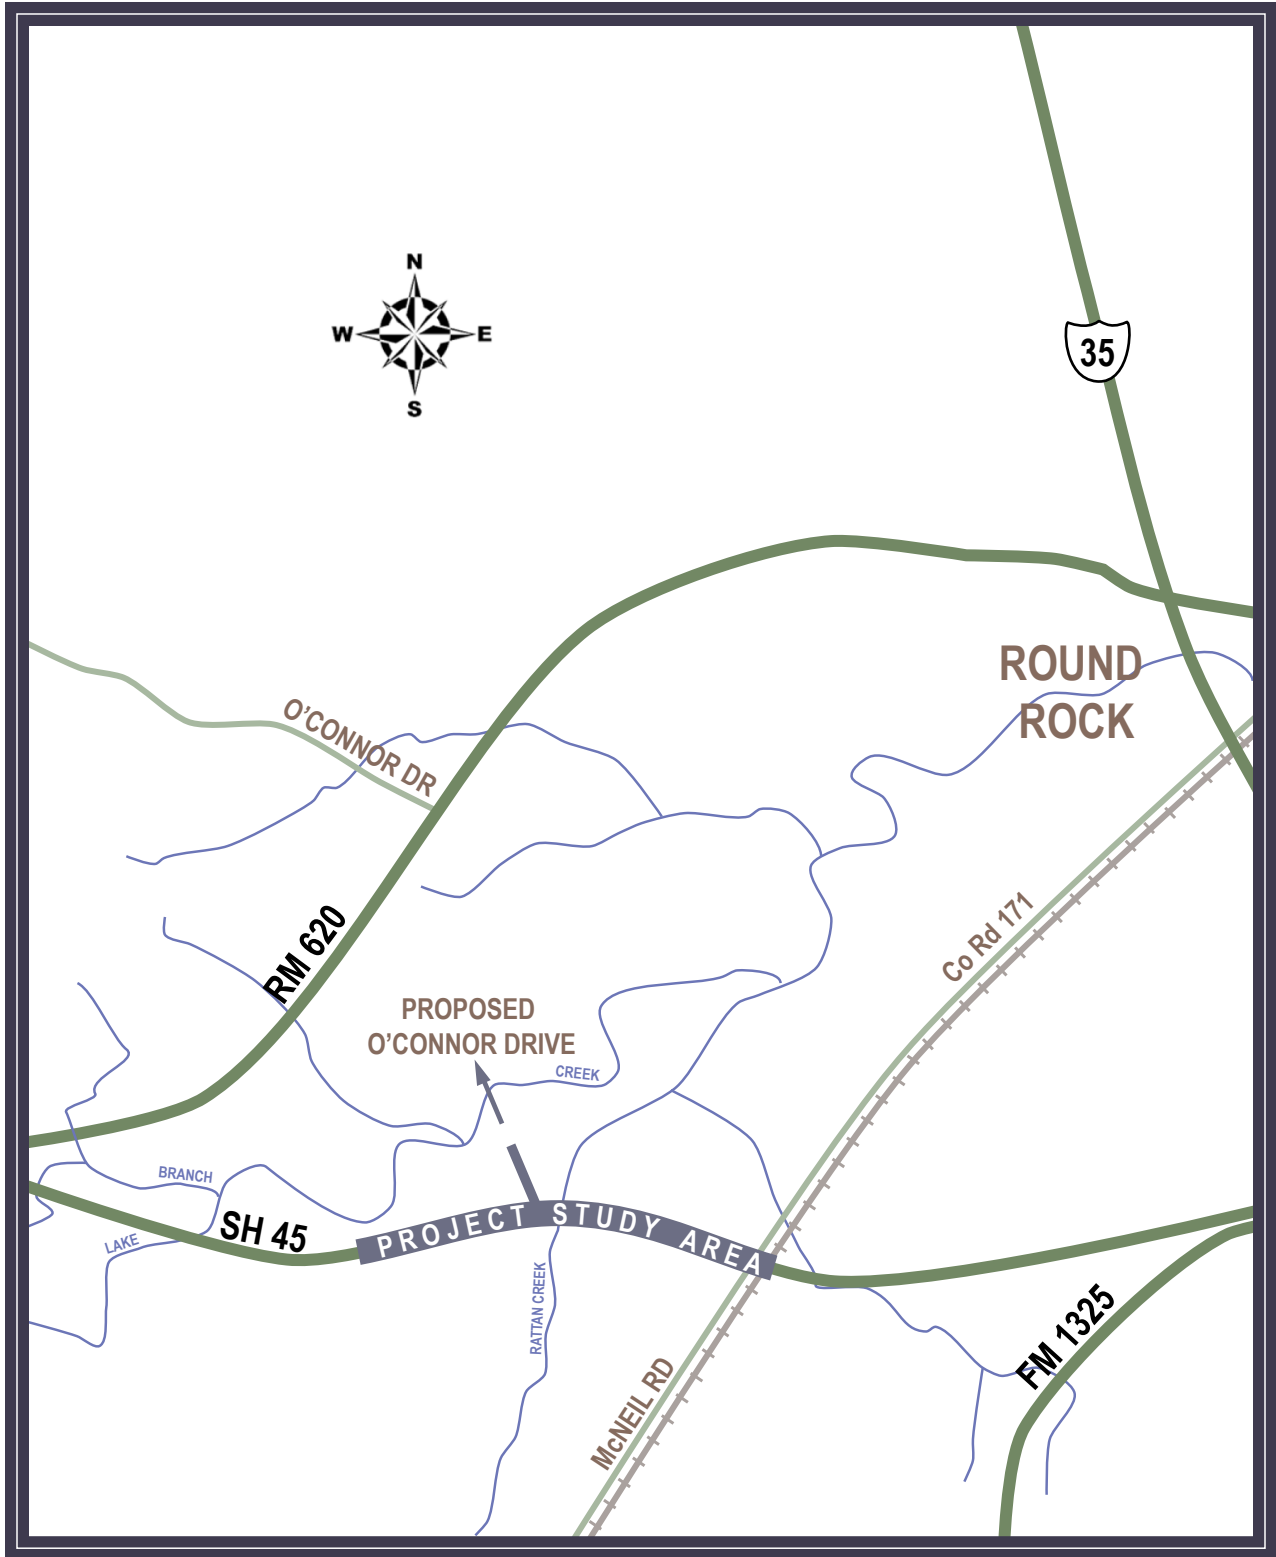 N
W
E
S
35
ROUND
ROCK
O'CONNOR DR
RM 620
Co Rd 171
PROPOSED
O'CONNOR DRIVE
CREEK
BRANCH
LAKE
SH 45
PROJECT STUDY AREA
RATTAN CREEK
FM 1325
McNEIL RD